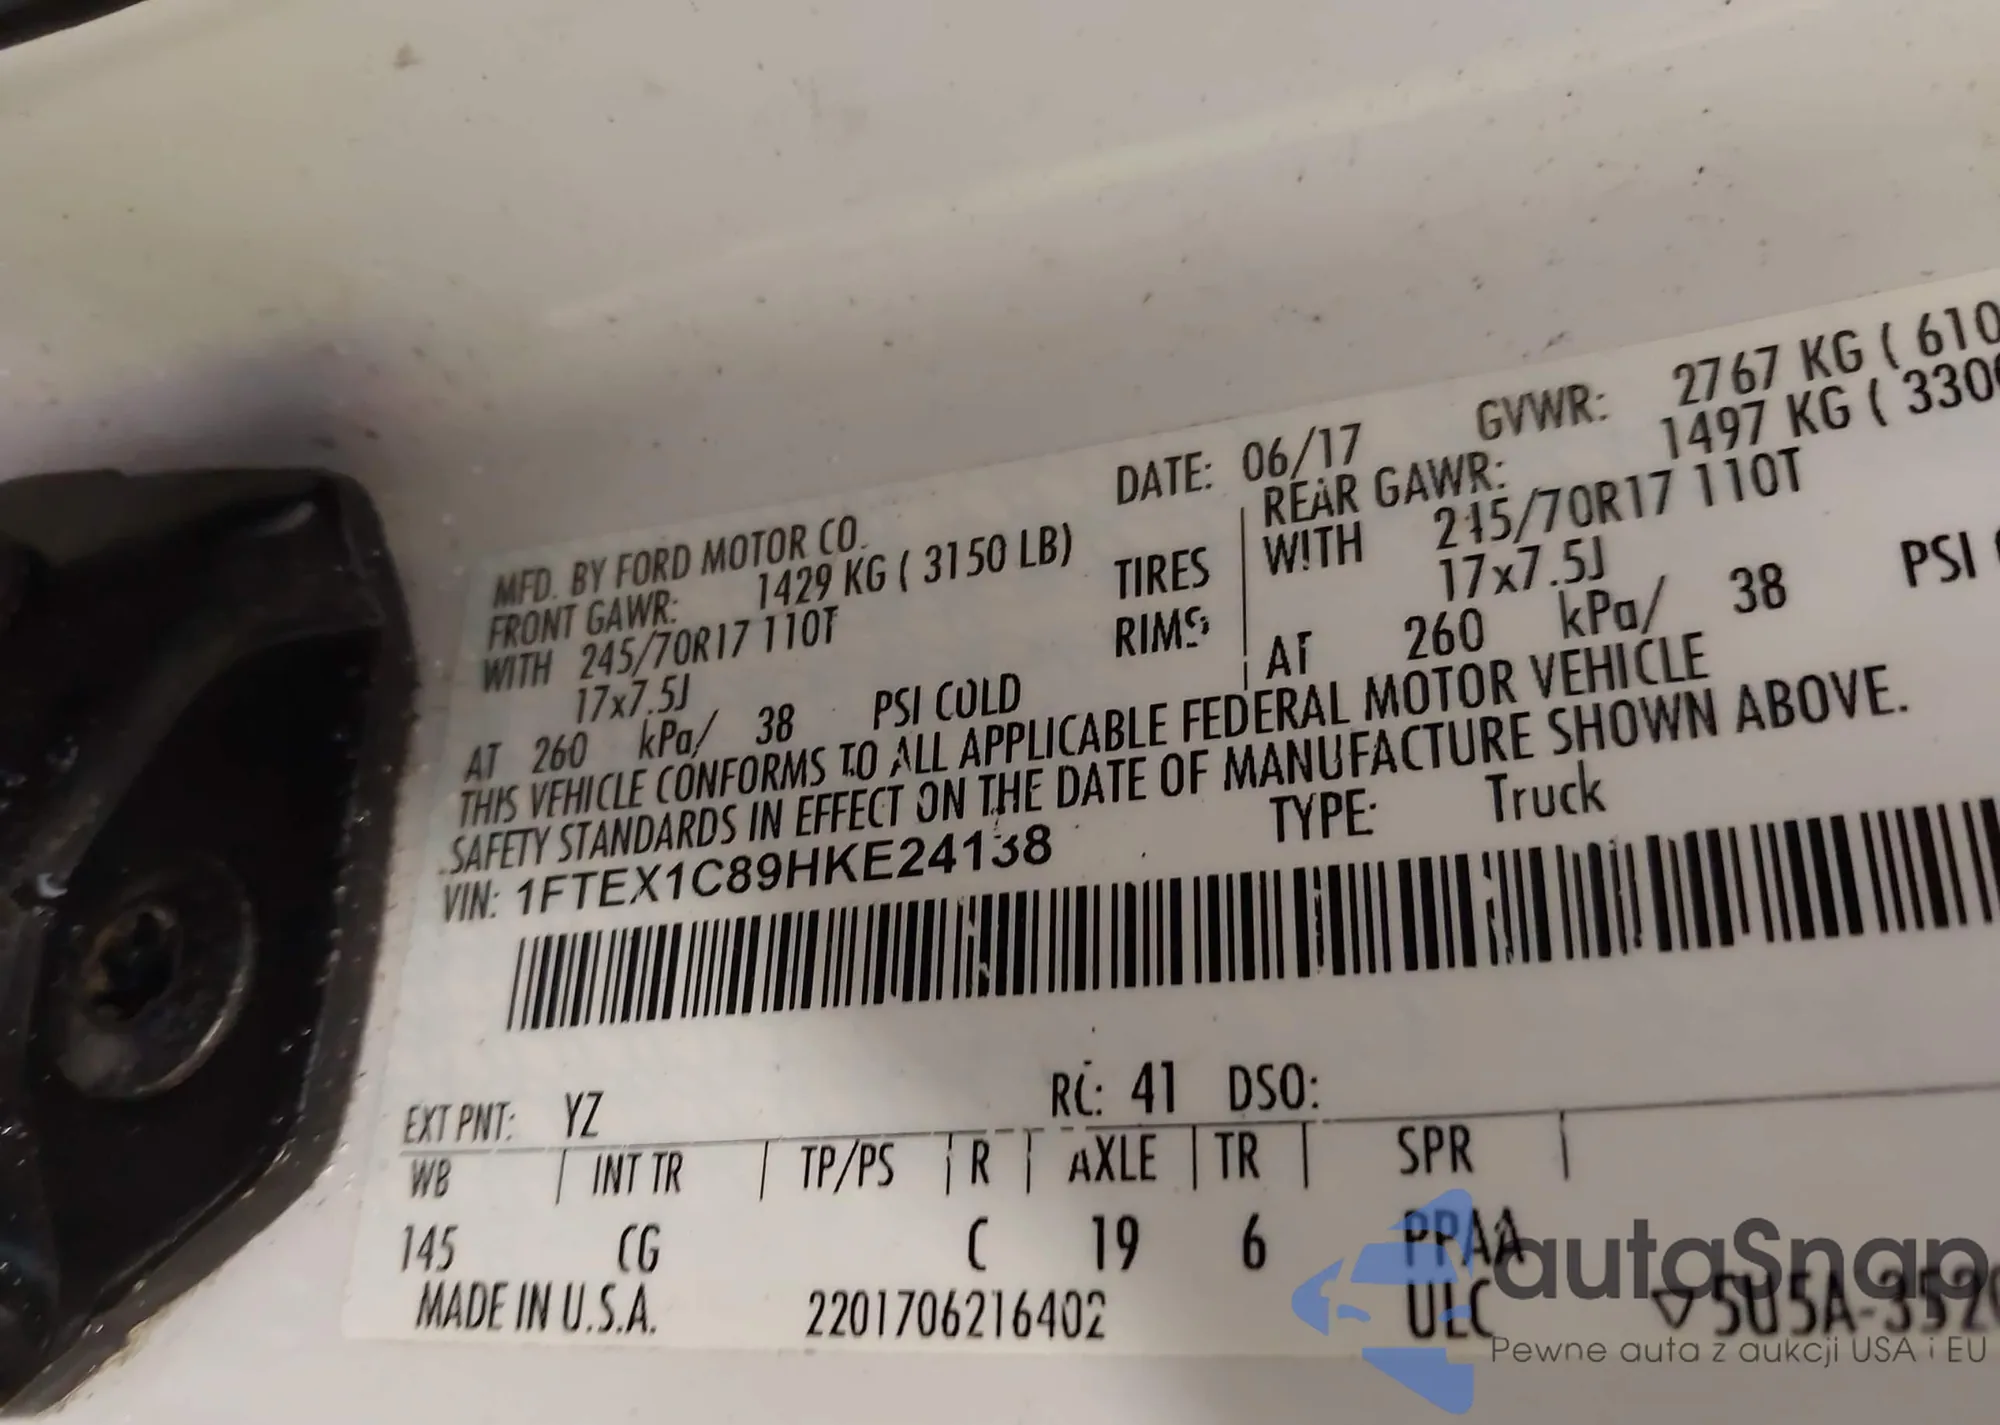 DATE: 06/17 GVWR: 2767 KG ( 610
MFD. BY FORD MOTOR CO.
FRONT GAWR: 1429 KG ( 3150 LB) REAR GAWR: 1497 KG ( 330
WITH 245/70R17 110T TIRES WITH 245/70R17 110T
17x7.5J RIMS 17x7.5J
AT 260 kPa/ 38 PSI COLD AT 260 kPa/ 38 PSI
THIS VEHICLE CONFORMS TO ALL APPLICABLE FEDERAL MOTOR VEHICLE
SAFETY STANDARDS IN EFFECT ON THE DATE OF MANUFACTURE SHOWN ABOVE.
VIN: 1FTEX1C89HKE24138 TYPE: Truck
EXT PNT: YZ RC: 41 DSO:
WB INT TR TP/PS R AXLE TR SPR
145 CG C 19 6 PPAA
MADE IN U.S.A. 2201706216402 ULC 5U5A-3520
autaSnap
Pewne auta z aukcji USA i EU